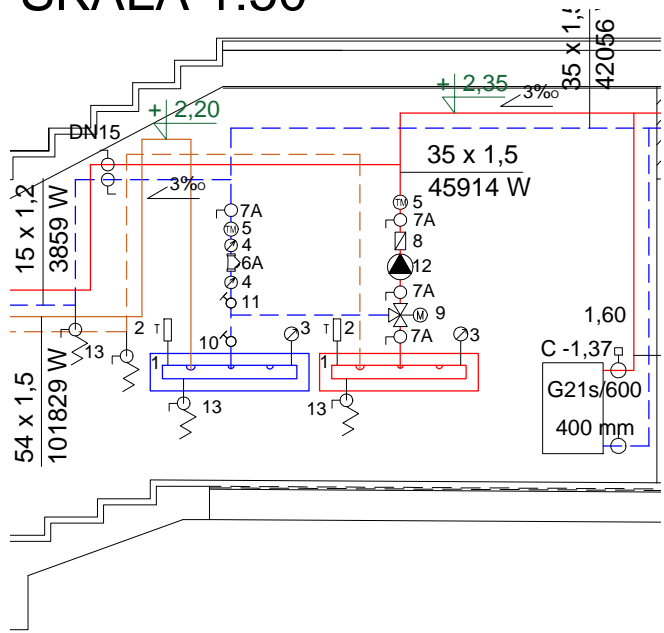 SKALA 1:50
35 x 1,5
42056 W
+ 2,35
3‰
+ 2,20
DN15
35 x 1,5
45914 W
3‰
15 x 1,2
3859 W
7A
TM 5
4
6A
4
11
10
TM 5
7A
8
12
7A
M 9
7A
2 T
3
1
13
T 2
3
1
13
13
54 x 1,5
101829 W
1,60
C -1,37
G21s/600
400 mm